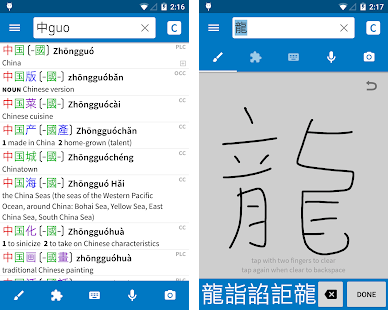 2:16
中guo
C
中国 (-國) Zhōngguó
PLC
China
中国版 (-國-) zhōngguóbǎn
OCC
NOUN Chinese version
中国菜 (-國-) Zhōngguócài
CC
Chinese cuisine
中国产 (-國產) Zhōngguóchǎn
CC
1 made in China 2 home-grown (talent)
中国城 (-國-) Zhōngguóchéng
CC
Chinatown
中国海 (-國-) Zhōngguó Hǎi
CC
the China Seas (the seas of the Western Pacific
Ocean, around China: Bohai Sea, Yellow Sea, East
China Sea, South China Sea)
中国化 (-國-) Zhōngguóhuà
CC
1 to sinicize 2 to take on Chinese characteristics
中国画 (-國畫) zhōngguóhuà
PLC
traditional Chinese painting
2:17
龍
C
龍
tap with two fingers to clear
tap again when clear to backspace
龍詣諂詎龍
DONE